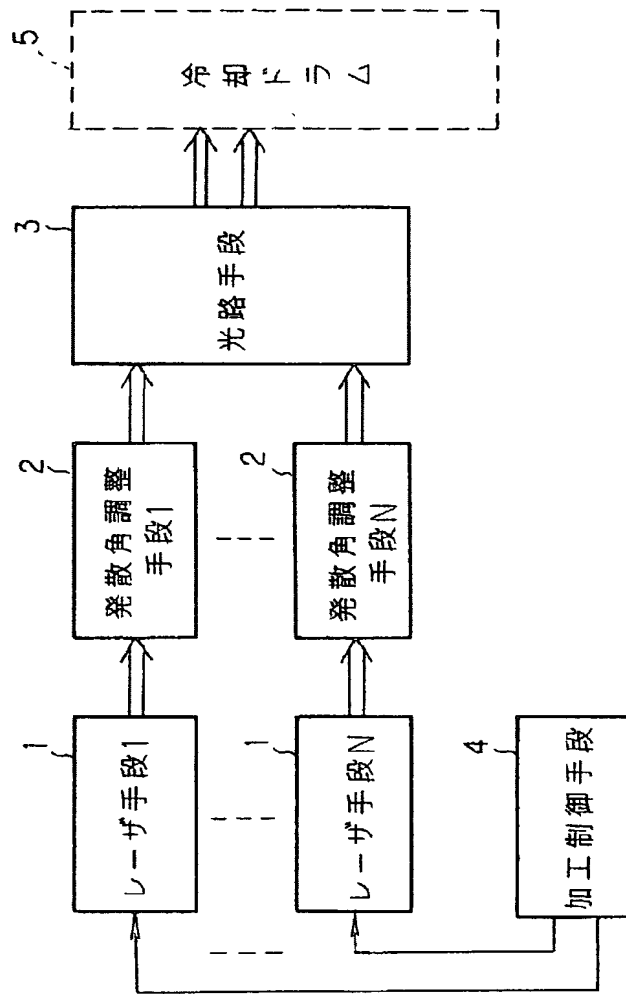 1
レーザ手段1
2
発散角調整
手段1
3
光路手段
5
冷却ドラム
1
レーザ手段N
2
発散角調整
手段N
4
加工制御手段